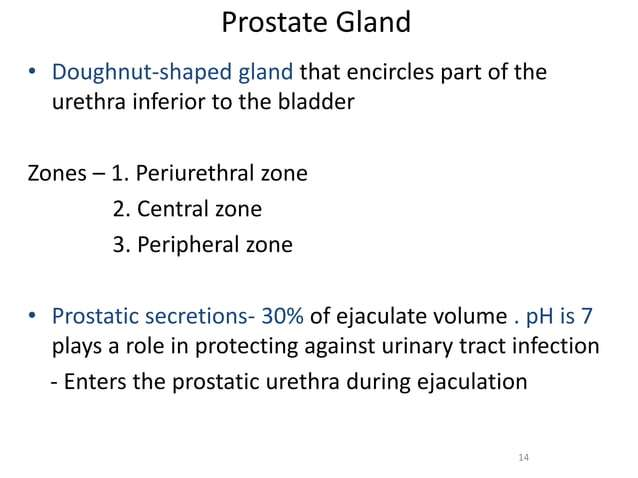 Prostate Gland
• Doughnut-shaped gland that encircles part of the
urethra inferior to the bladder
Zones – 1. Periurethral zone
2. Central zone
3. Peripheral zone
• Prostatic secretions- 30% of ejaculate volume . pH is 7
plays a role in protecting against urinary tract infection
- Enters the prostatic urethra during ejaculation
14